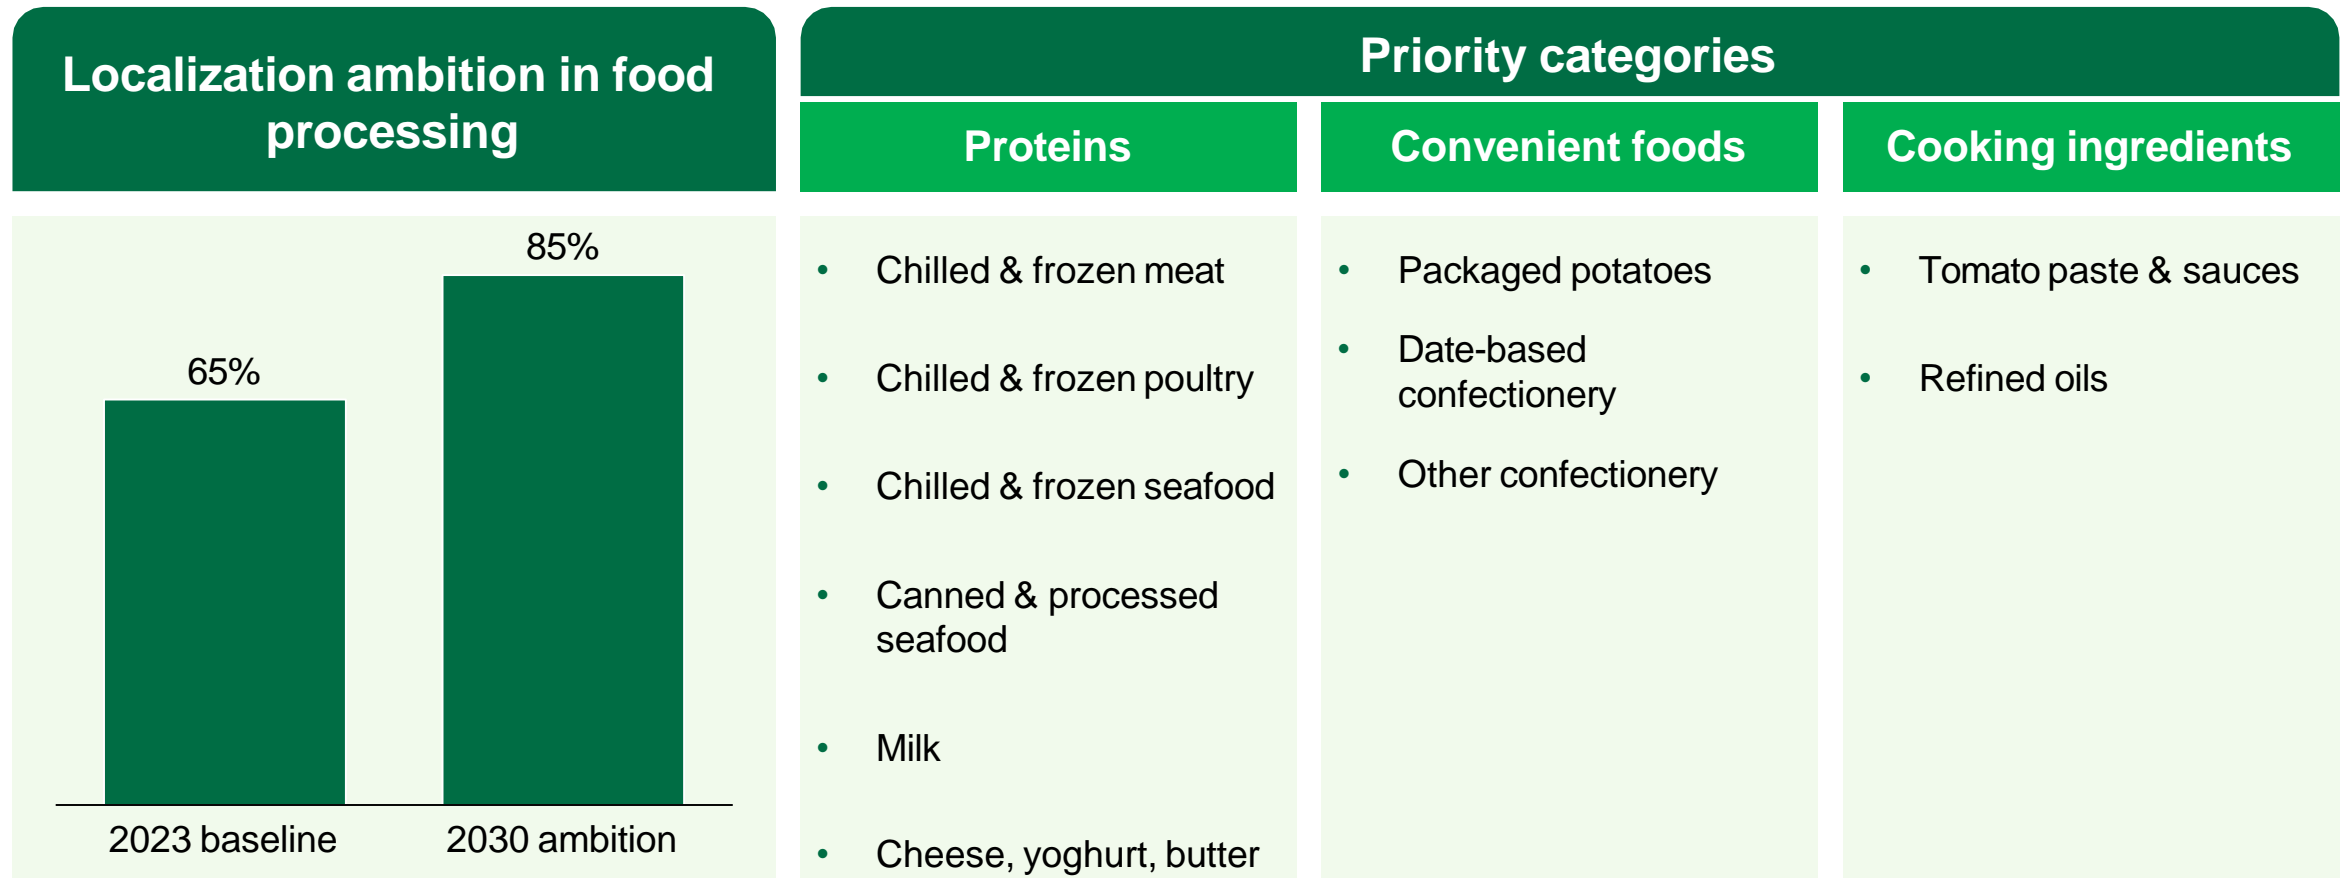 Localization ambition in food
processing
85%
65%
2023 baseline
2030 ambition
Priority categories
Proteins
• Chilled & frozen meat
• Chilled & frozen poultry
• Chilled & frozen seafood
• Canned & processed
seafood
• Milk
• Cheese, yoghurt, butter
Convenient foods
• Packaged potatoes
• Date-based
confectionery
• Other confectionery
Cooking ingredients
• Tomato paste & sauces
• Refined oils